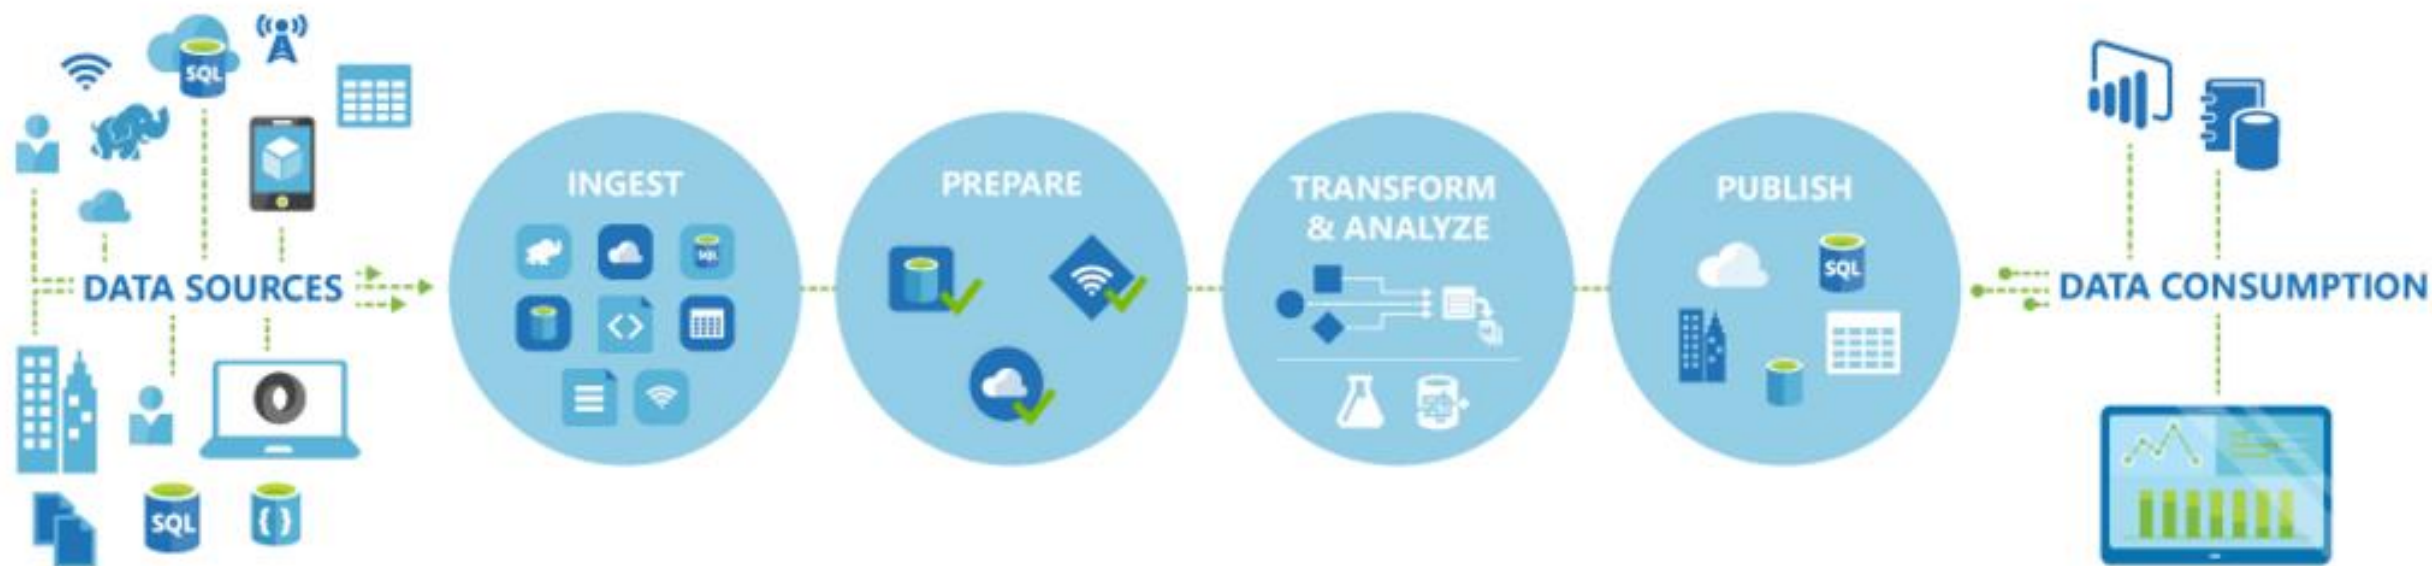 SQL
DATA SOURCES
SQL
{ }
INGEST
SQL
<>
PREPARE
TRANSFORM
& ANALYZE
PUBLISH
SQL
DATA CONSUMPTION